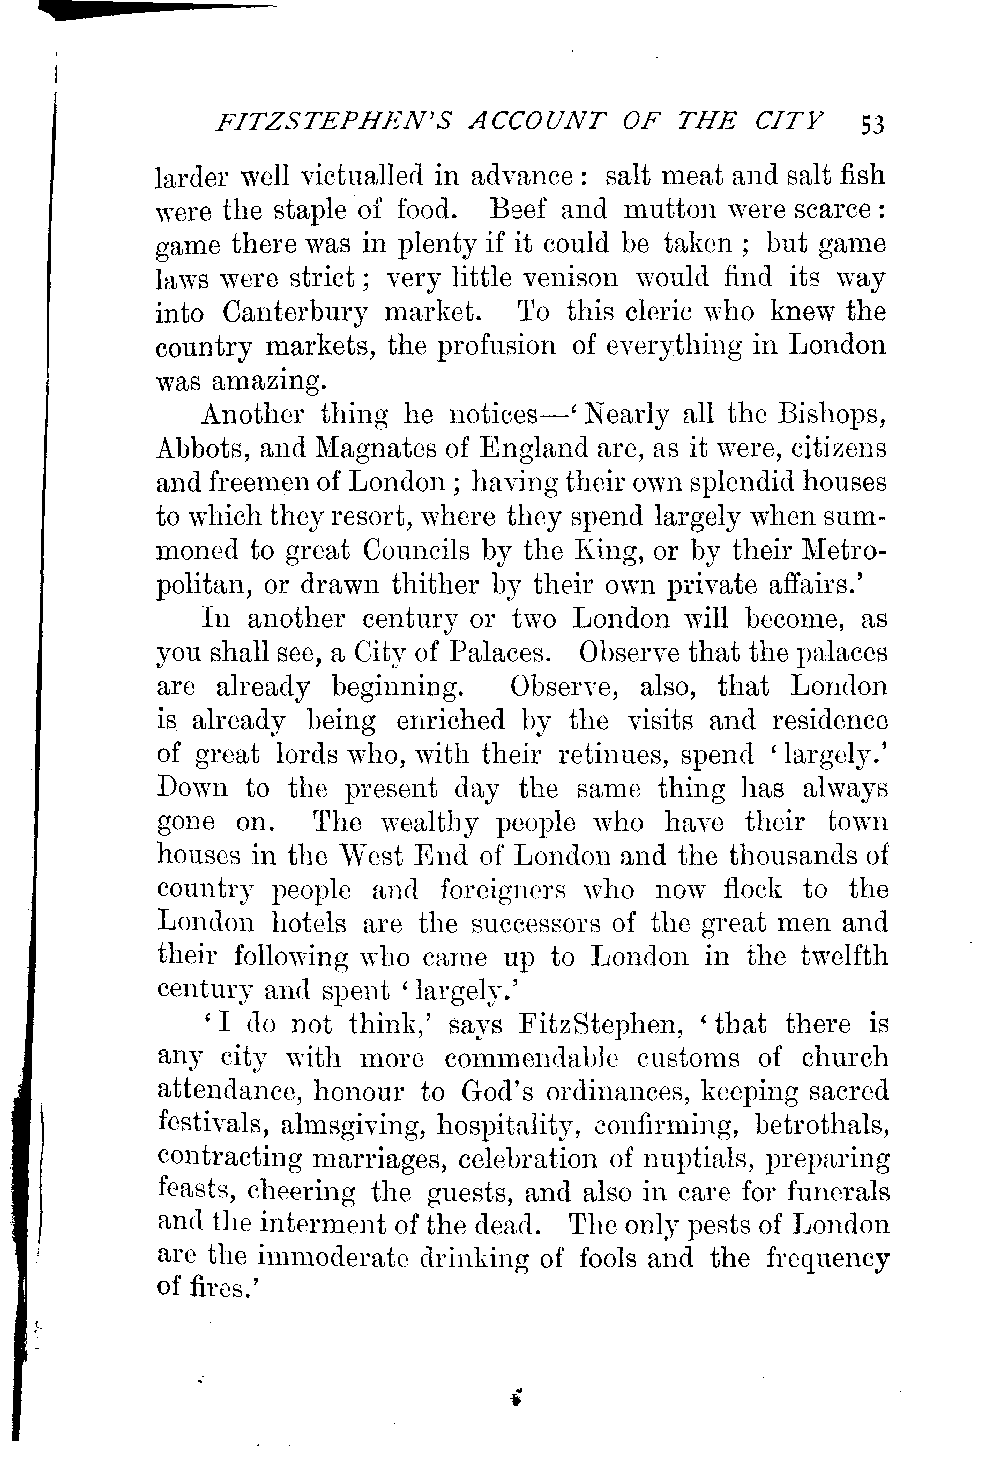 FITZSTEPHEN'S ACCOUNT OF THE CITY 53
larder well victualled in advance : salt meat and salt fish
were the staple of food. Beef and mutton were scarce :
game there was in plenty if it could be taken ; but game
laws were strict ; very little venison would find its way
into Canterbury market. To this cleric who knew the
country markets, the profusion of everything in London
was amazing.
Another thing he notices—‘ Nearly all the Bishops,
Abbots, and Magnates of England are, as it were, citizens
and freemen of London ; having their own splendid houses
to which they resort, where they spend largely when sum-
moned to great Councils by the King, or by their Metro-
politan, or drawn thither by their own private affairs.’
In another century or two London will become, as
you shall see, a City of Palaces. Observe that the palaces
are already beginning. Observe, also, that London
is already being enriched by the visits and residence
of great lords who, with their retinues, spend ‘ largely.’
Down to the present day the same thing has always
gone on. The wealthy people who have their town
houses in the West End of London and the thousands of
country people and foreigners who now flock to the
London hotels are the successors of the great men and
their following who came up to London in the twelfth
century and spent ‘ largely.’
‘ I do not think,’ says FitzStephen, ‘ that there is
any city with more commendable customs of church
attendance, honour to God's ordinances, keeping sacred
festivals, almsgiving, hospitality, confirming, betrothals,
contracting marriages, celebration of nuptials, preparing
feasts, cheering the guests, and also in care for funerals
and the interment of the dead. The only pests of London
are the immoderate drinking of fools and the frequency
of fires.’